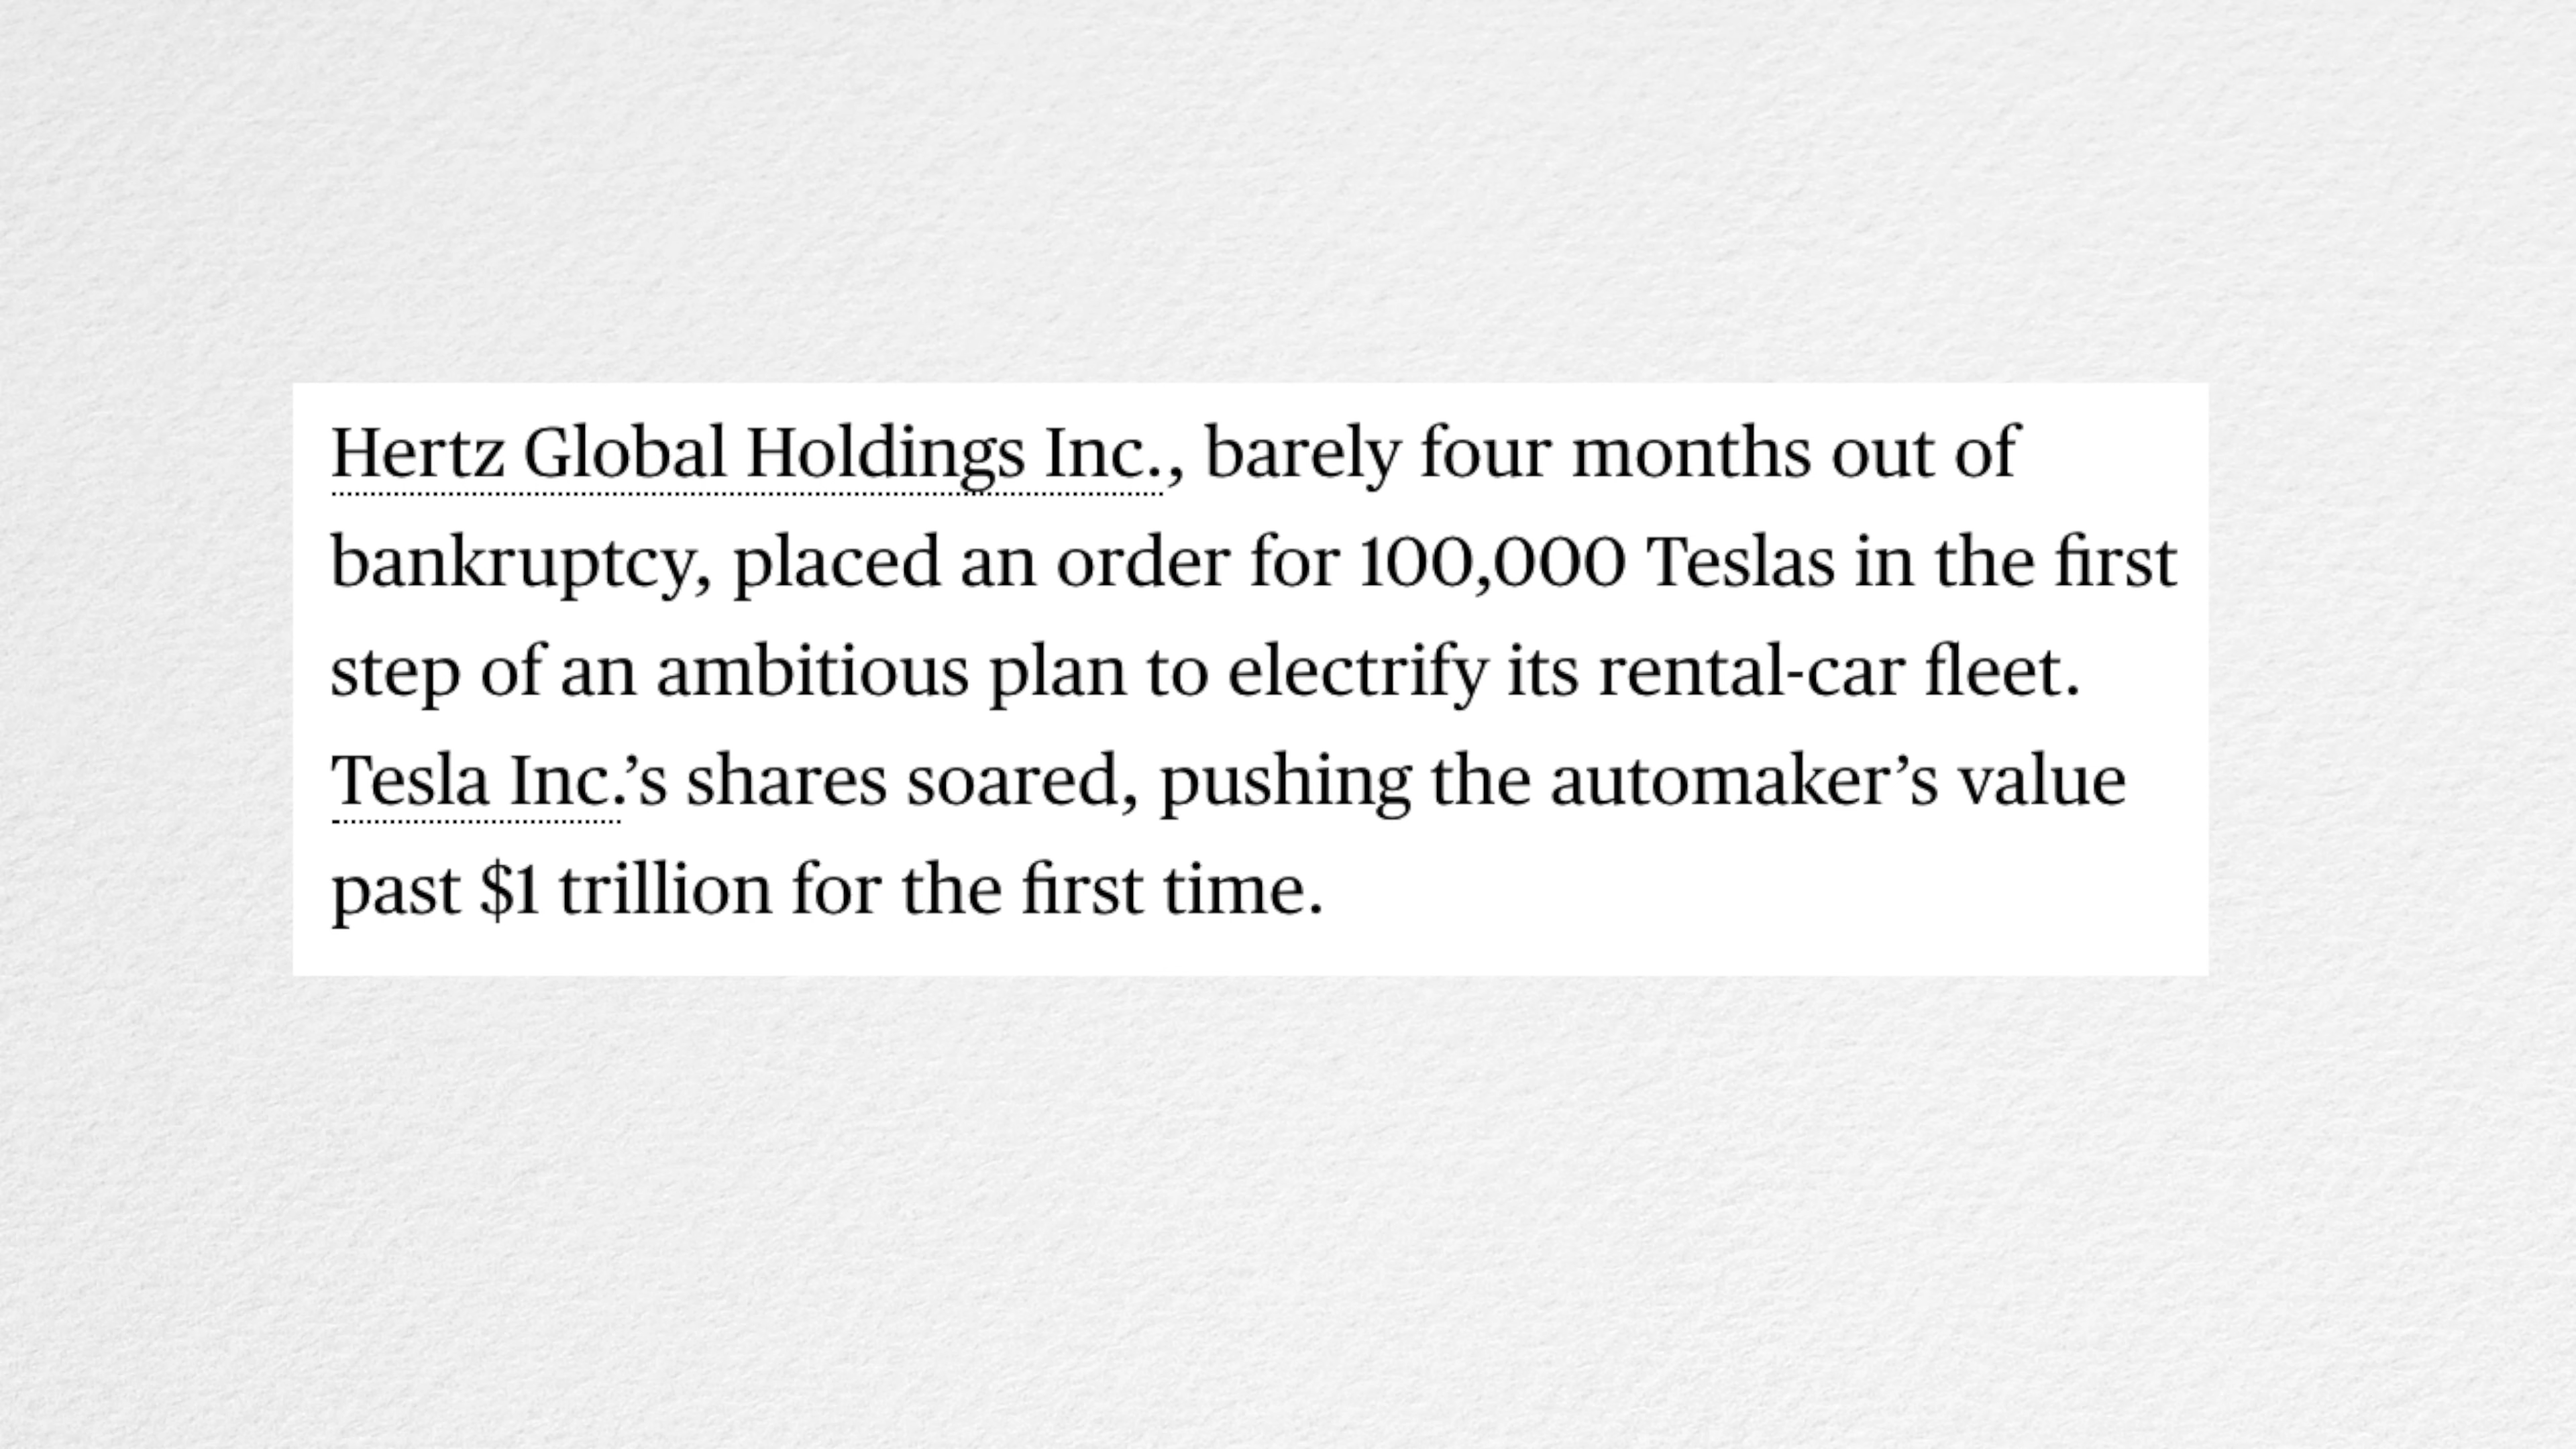 Hertz Global Holdings Inc., barely four months out of
bankruptcy, placed an order for 100,000 Teslas in the first
step of an ambitious plan to electrify its rental-car fleet.
Tesla Inc.’s shares soared, pushing the automaker’s value
past $1 trillion for the first time.